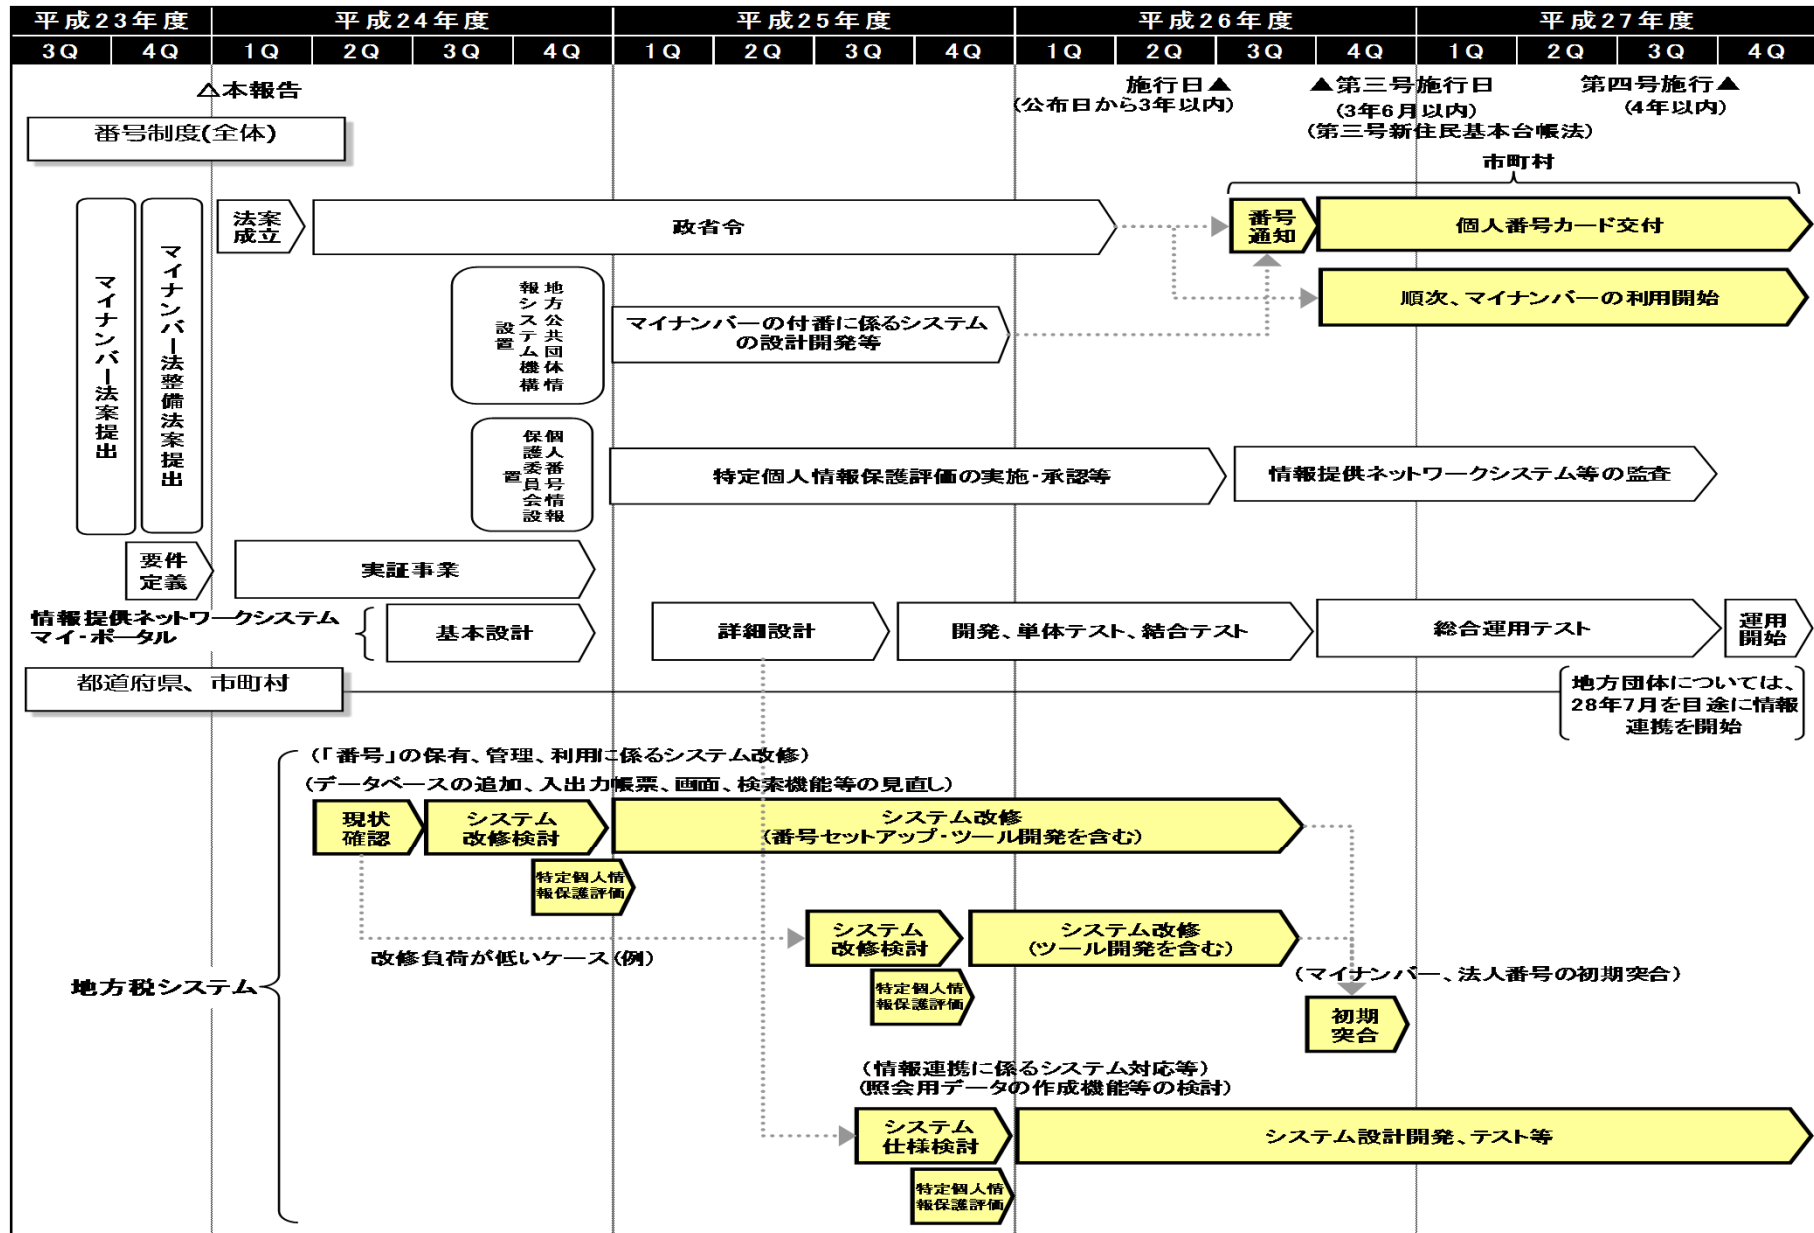 平成23年度 平成24年度 平成25年度 平成26年度 平成27年度
3Q 4Q 1Q 2Q 3Q 4Q 1Q 2Q 3Q 4Q 1Q 2Q 3Q 4Q 1Q 2Q 3Q 4Q
△本報告
施行日▲
(公布日から3年以内)
▲第三号施行日
(3年6月以内)
(第三号新住民基本台帳法)
第四号施行▲
(4年以内)
番号制度(全体)
市町村
マイナンバー法案提出
マイナンバー法整備法案提出
法案
成立
政省令
番号
通知
個人番号カード交付
順次、マイナンバーの利用開始
地方公共団体情
報システム機構
設置
マイナンバーの付番に係るシステム
の設計開発等
個人番号情報
保護委員会設
置
特定個人情報保護評価の実施・承認等
情報提供ネットワークシステム等の監査
要件
定義
実証事業
情報提供ネットワークシステム
マイ・ポータル
基本設計
詳細設計
開発、単体テスト、結合テスト
総合運用テスト
運用
開始
都道府県、市町村
地方団体については、
28年7月を目途に情報
連携を開始
(「番号」の保有、管理、利用に係るシステム改修)
(データベースの追加、入出力帳票、画面、検索機能等の見直し)
現状
確認
システム
改修検討
システム改修
(番号セットアップ・ツール開発を含む)
特定個人情
報保護評価
システム
改修検討
システム改修
(ツール開発を含む)
改修負荷が低いケース(例)
特定個人情
報保護評価
(マイナンバー、法人番号の初期突合)
地方税システム
初期
突合
(情報連携に係るシステム対応等)
(照会用データの作成機能等の検討)
システム
仕様検討
システム設計開発、テスト等
特定個人情
報保護評価